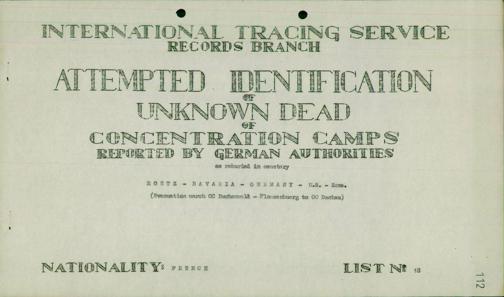 INTERNATIONAL TRACING SERVICE
RECORDS BRANCH
ATTEMPTED IDENTIFICATION
OF
UNKNOWN DEAD
OF
CONCENTRATION CAMPS
REPORTED BY GERMAN AUTHORITIES
as reburied in cemetery
ROETZ - BAVARIA - GERMANY - U.S. - Zone.
(Evacuation march CC Buchenwald - Flossenbuerg to CC Dachau)
NATIONALITY: FRENCH
LIST Nº 18
112